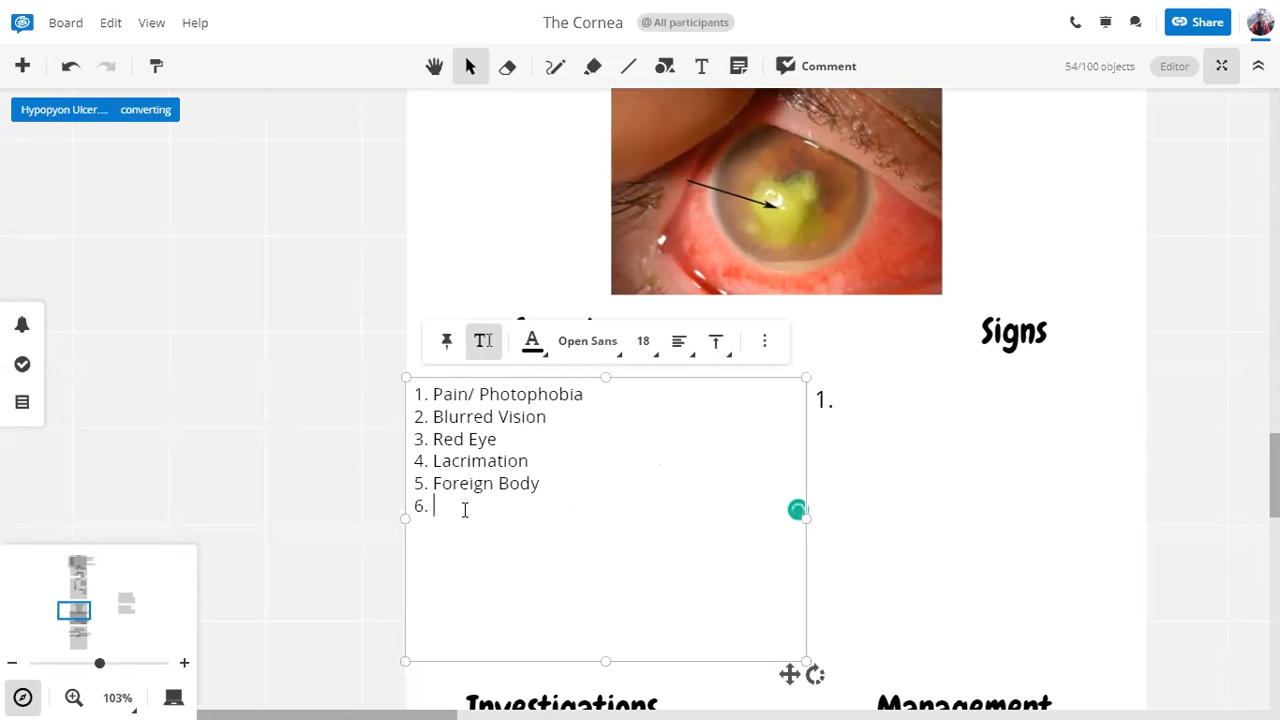 Board Edit View Help The Cornea @ All participants Share
T Comment 54/100 objects Editor
Hypopyon Ulcer.... converting
Signs
TI A Open Sans 18
1. Pain/ Photophobia
2. Blurred Vision
3. Red Eye
4. Lacrimation
5. Foreign Body
6.
1.
103%
Investigations Management